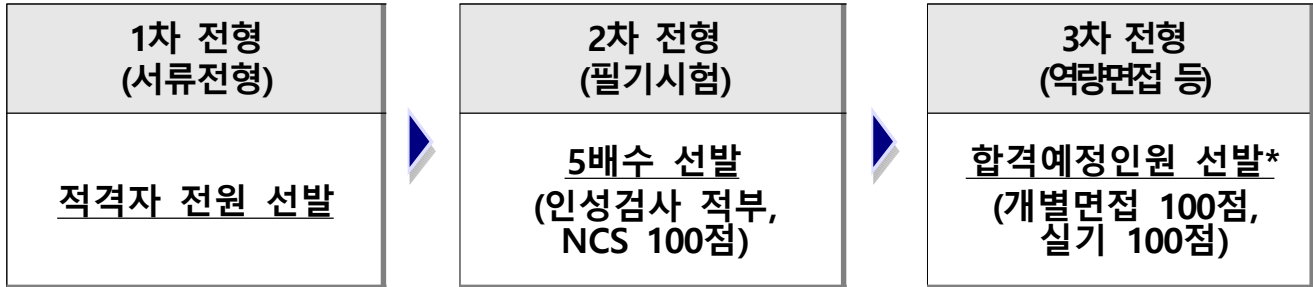 1차 전형
(서류전형)
적격자 전원 선발
2차 전형
(필기시험)
5배수 선발
(인성검사 적부,
NCS 100점)
3차 전형
(역량면접 등)
합격예정인원 선발*
(개별면접 100점,
실기 100점)